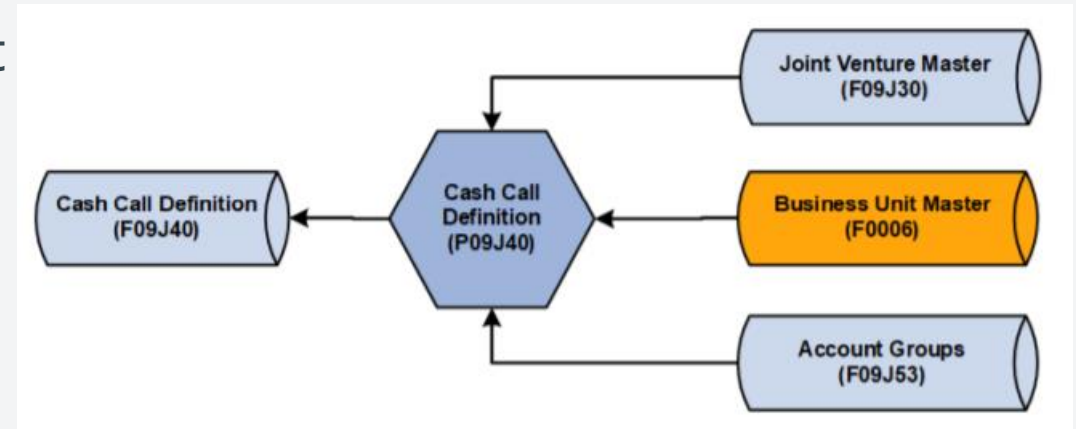 t
Joint Venture Master
(F09J30)
Cash Call
Definition
(P09J40)
Cash Call Definition
(F09J40)
Business Unit Master
(F0006)
Account Groups
(F09J53)